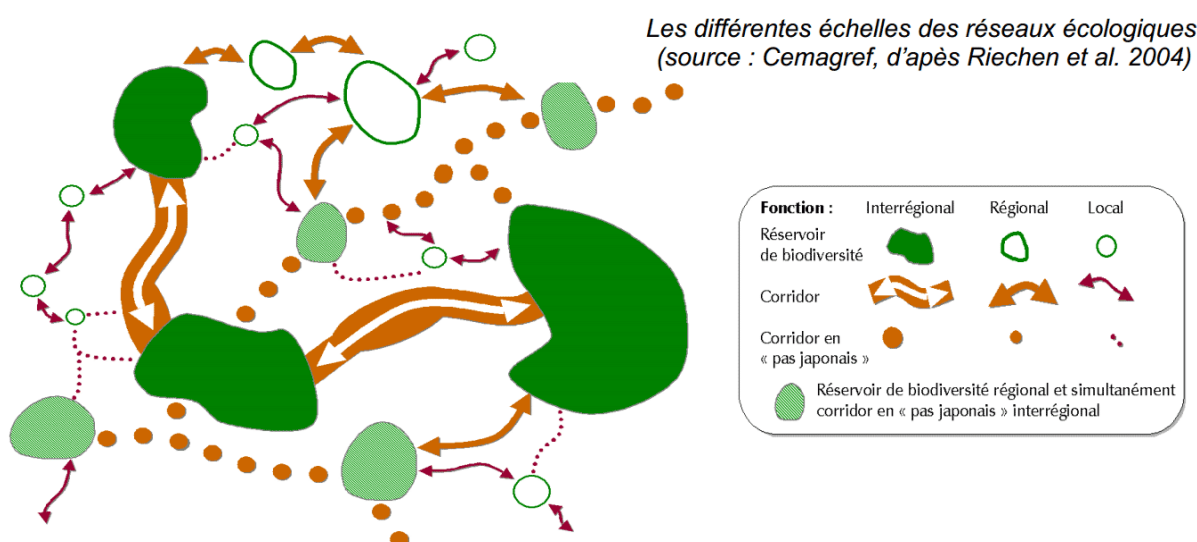 Les différentes échelles des réseaux écologiques
(source : Cemagref, d'apès Riechen et al. 2004)
Fonction : Interrégional Régional Local
Réservoir
de biodiversité
Corridor
Corridor en
« pas japonais »
Réservoir de biodiversité régional et simultanément
corridor en « pas japonais » interrégional